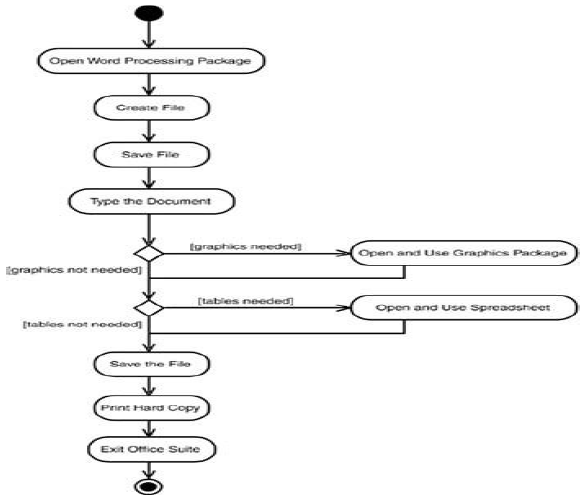 Open Word Processing Package
Create File
Save File
Type the Document
[graphics needed]
Open and Use Graphics Package
[graphics not needed]
[tables needed]
Open and Use Spreadsheet
[tables not needed]
Save the File
Print Hard Copy
Exit Office Suite